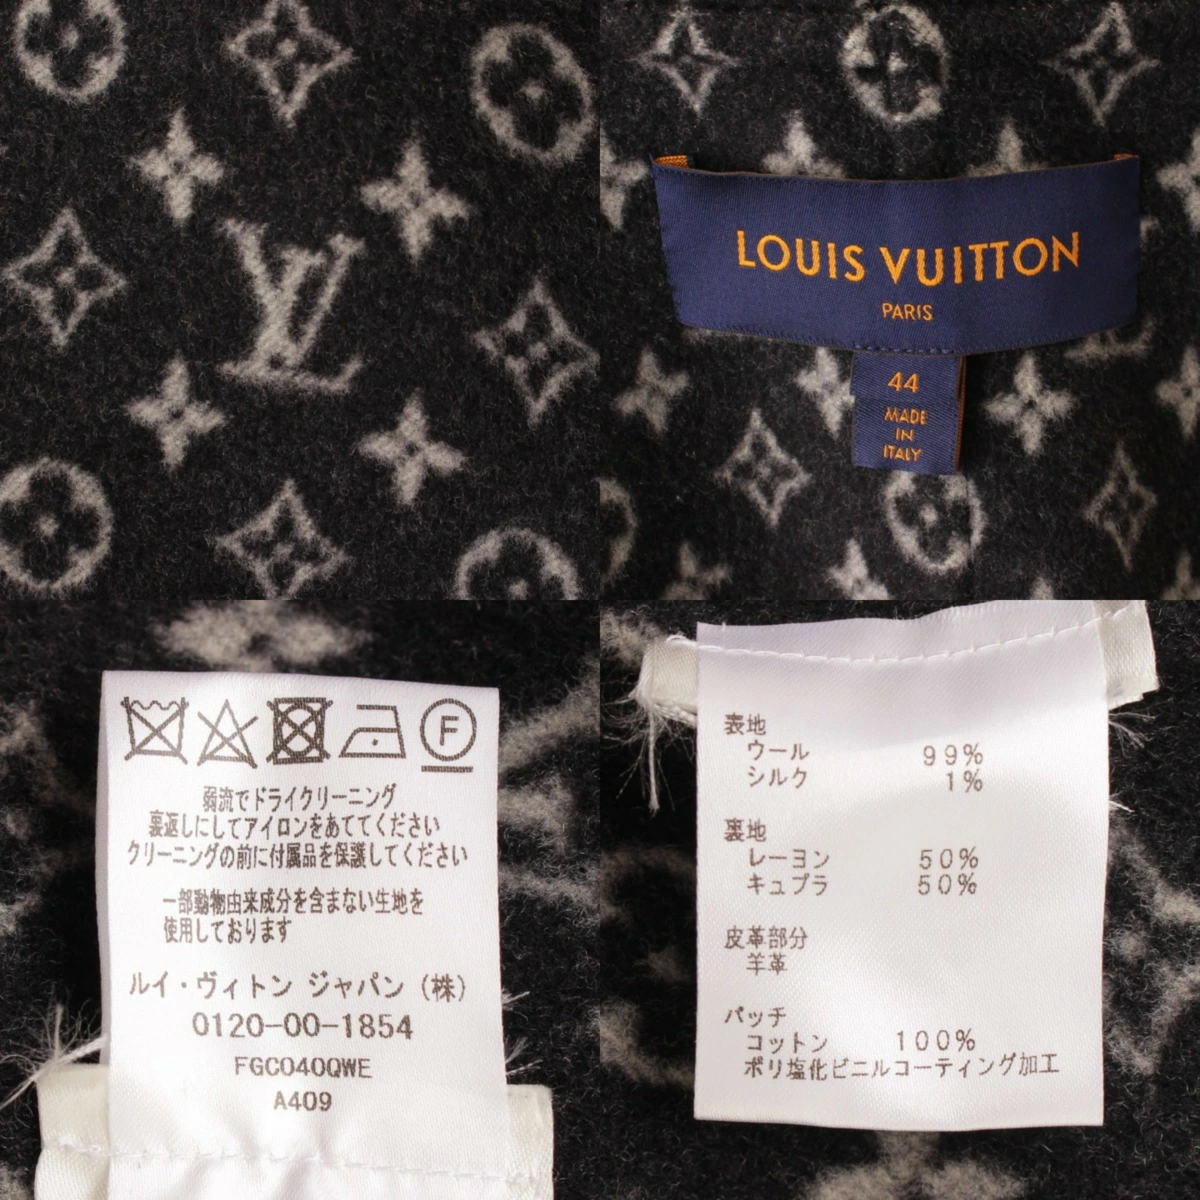 LV
LOUIS VUITTON
PARIS
44
MADE
IN
ITALY
F
弱流でドライクリーニング
裏返しにしてアイロンをあててください
クリーニングの前に付属品を保護してください
一部動物由来成分を含まない生地を
使用しております
ルイ・ヴィトン ジャパン (株)
0120-00-1854
FGC040QWE
A409
表地
ウール 99%
シルク 1%
裏地
レーヨン 50%
キュプラ 50%
皮革部分
羊革
パッチ
コットン 100%
ポリ塩化ビニルコーティング加工